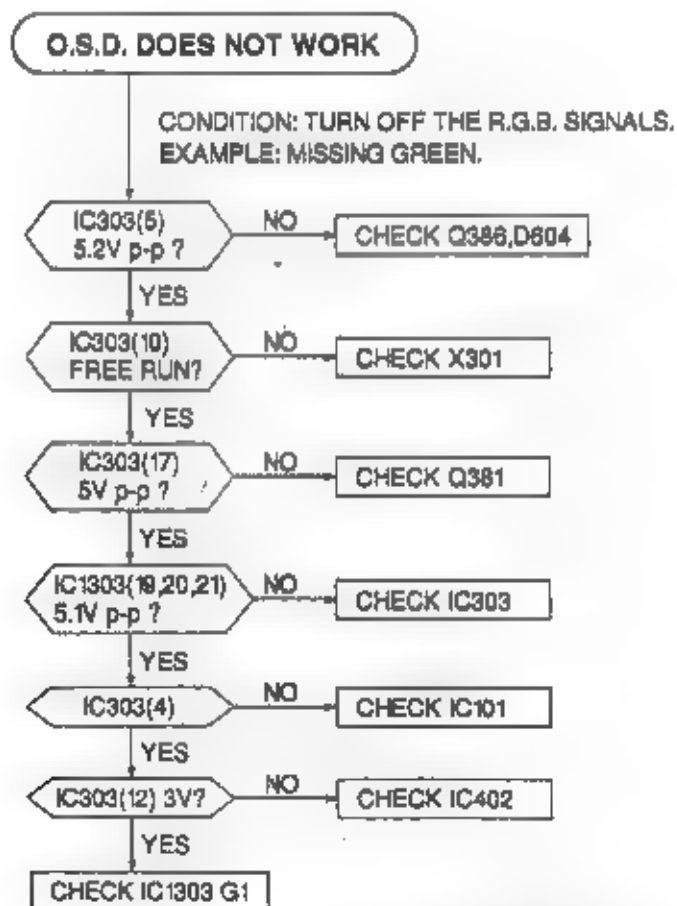 O.S.D. DOES NOT WORK
CONDITION: TURN OFF THE R.G.B. SIGNALS.
EXAMPLE: MISSING GREEN.
IC303(5)
5.2V p-p ?
NO
CHECK Q386,D604
YES
IC303(10)
FREE RUN?
NO
CHECK X301
YES
IC303(17)
5V p-p ?
NO
CHECK Q381
YES
IC1303(19,20,21)
5.1V p-p ?
NO
CHECK IC303
YES
IC303(4)
NO
CHECK IC101
YES
IC303(12) 3V?
NO
CHECK IC402
YES
CHECK IC1303 G1